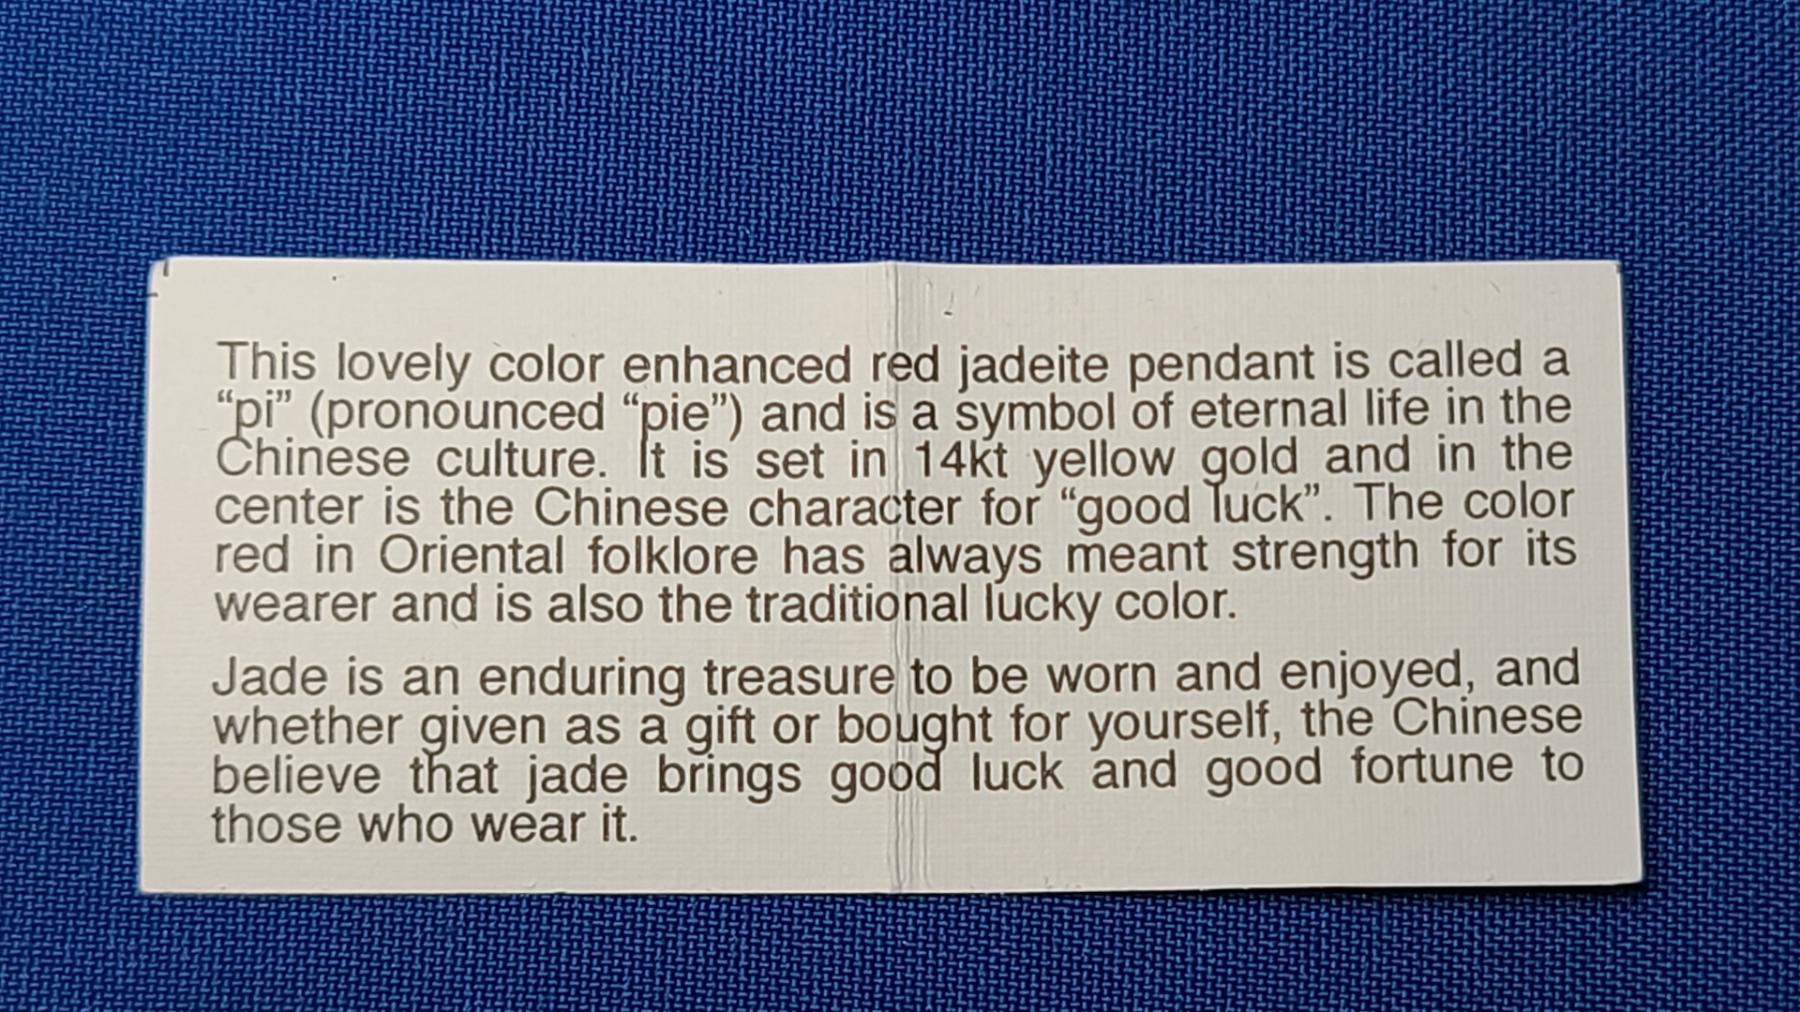 This lovely color enhanced red jadeite pendant is called a
“pi” (pronounced “pie”) and is a symbol of eternal life in the
Chinese culture. It is set in 14kt yellow gold and in the
center is the Chinese character for “good luck”. The color
red in Oriental folklore has always meant strength for its
wearer and is also the traditional lucky color.
Jade is an enduring treasure to be worn and enjoyed, and
whether given as a gift or bought for yourself, the Chinese
believe that jade brings good luck and good fortune to
those who wear it.